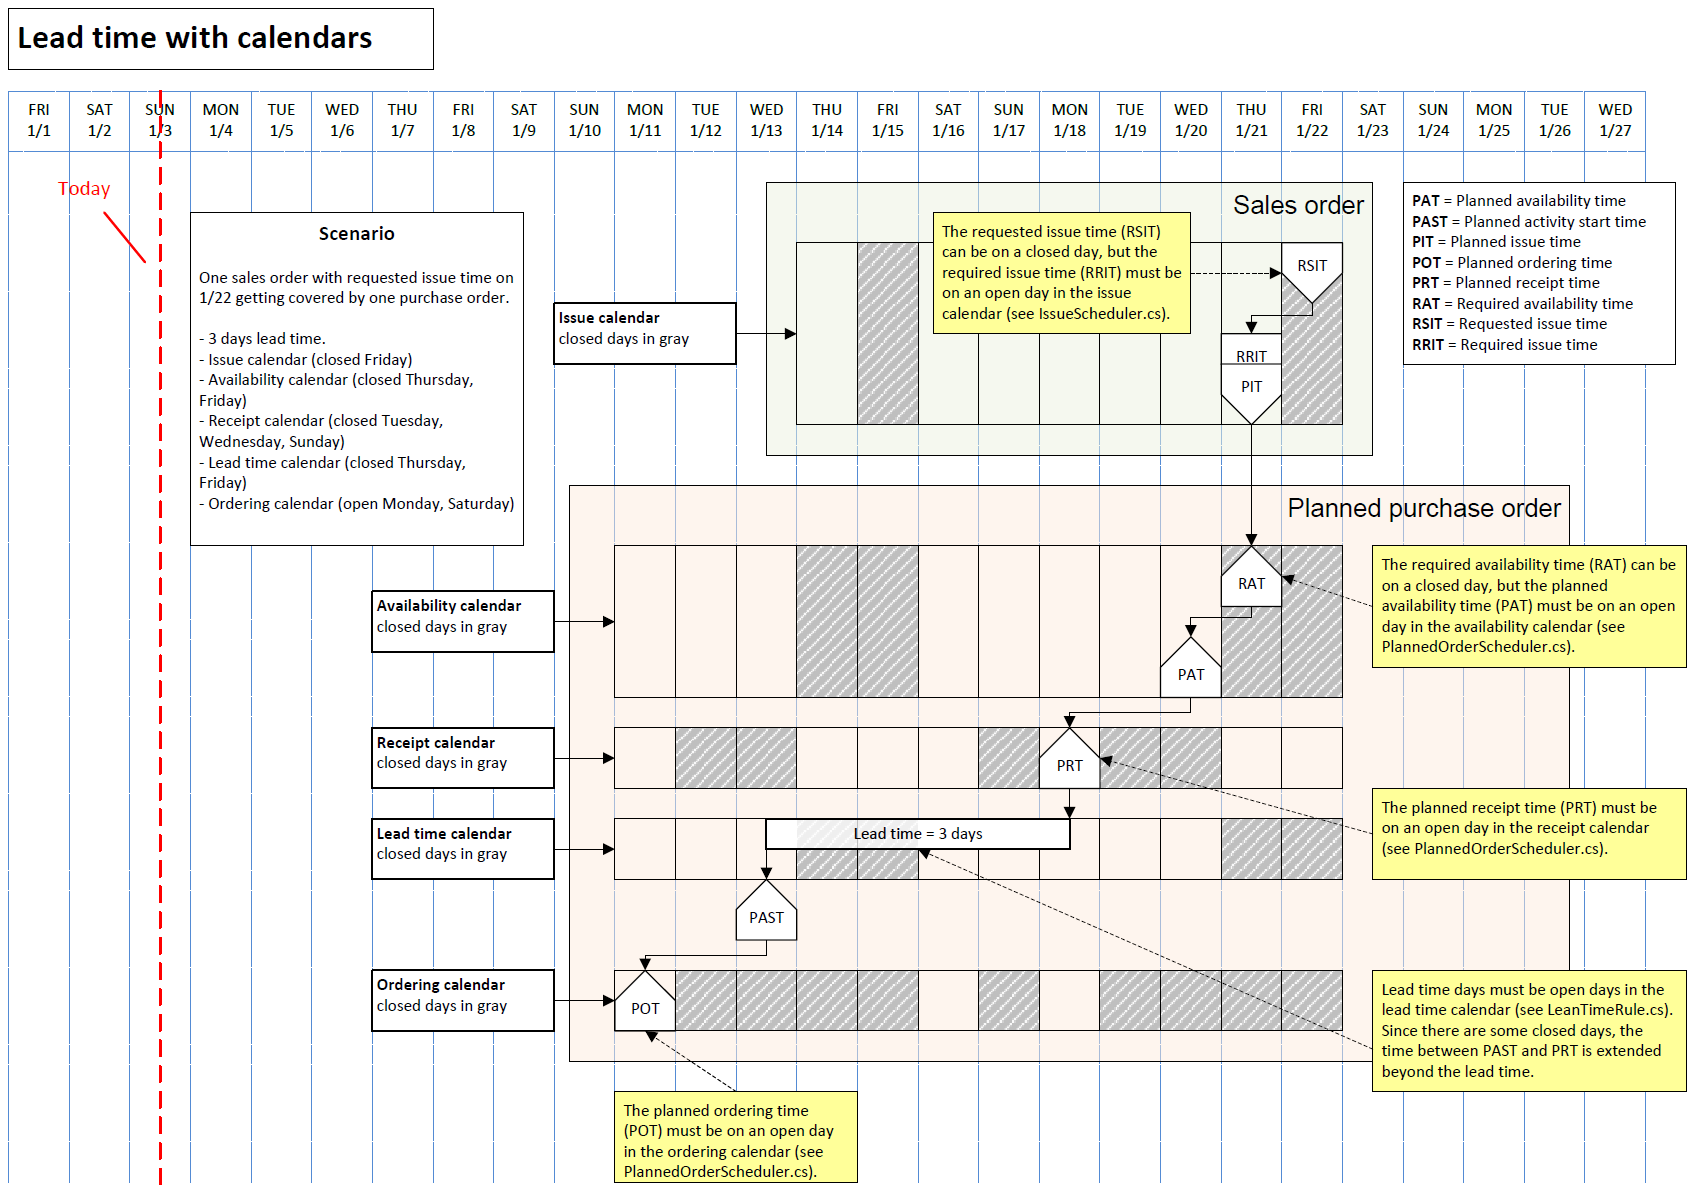 Lead time with calendars
FRI SAT SUN MON TUE WED THU FRI SAT SUN MON TUE WED THU FRI SAT SUN MON TUE WED THU FRI SAT SUN MON TUE WED
1/1 1/2 1/3 1/4 1/5 1/6 1/7 1/8 1/9 1/10 1/11 1/12 1/13 1/14 1/15 1/16 1/17 1/18 1/19 1/20 1/21 1/22 1/23 1/24 1/25 1/26 1/27
Today
Scenario
One sales order with requested issue time on
1/22 getting covered by one purchase order.
- 3 days lead time.
- Issue calendar (closed Friday)
- Availability calendar (closed Thursday,
Friday)
- Receipt calendar (closed Tuesday,
Wednesday, Sunday)
- Lead time calendar (closed Thursday,
Friday)
- Ordering calendar (open Monday, Saturday)
Sales order
The requested issue time (RSIT)
can be on a closed day, but the
required issue time (RRIT) must be
on an open day in the issue
calendar (see IssueScheduler.cs).
RSIT
RRIT
PIT
Issue calendar
closed days in gray
PAT = Planned availability time
PAST = Planned activity start time
PIT = Planned issue time
POT = Planned ordering time
PRT = Planned receipt time
RAT = Required availability time
RSIT = Requested issue time
RRIT = Required issue time
Planned purchase order
RAT
PAT
Availability calendar
closed days in gray
The required availability time (RAT) can be
on a closed day, but the planned
availability time (PAT) must be on an open
day in the availability calendar (see
PlannedOrderScheduler.cs).
Receipt calendar
closed days in gray
PRT
The planned receipt time (PRT) must be
on an open day in the receipt calendar
(see PlannedOrderScheduler.cs).
Lead time calendar
closed days in gray
Lead time = 3 days
PAST
Ordering calendar
closed days in gray
POT
Lead time days must be open days in the
lead time calendar (see LeanTimeRule.cs).
Since there are some closed days, the
time between PAST and PRT is extended
beyond the lead time.
The planned ordering time
(POT) must be on an open day
in the ordering calendar (see
PlannedOrderScheduler.cs).